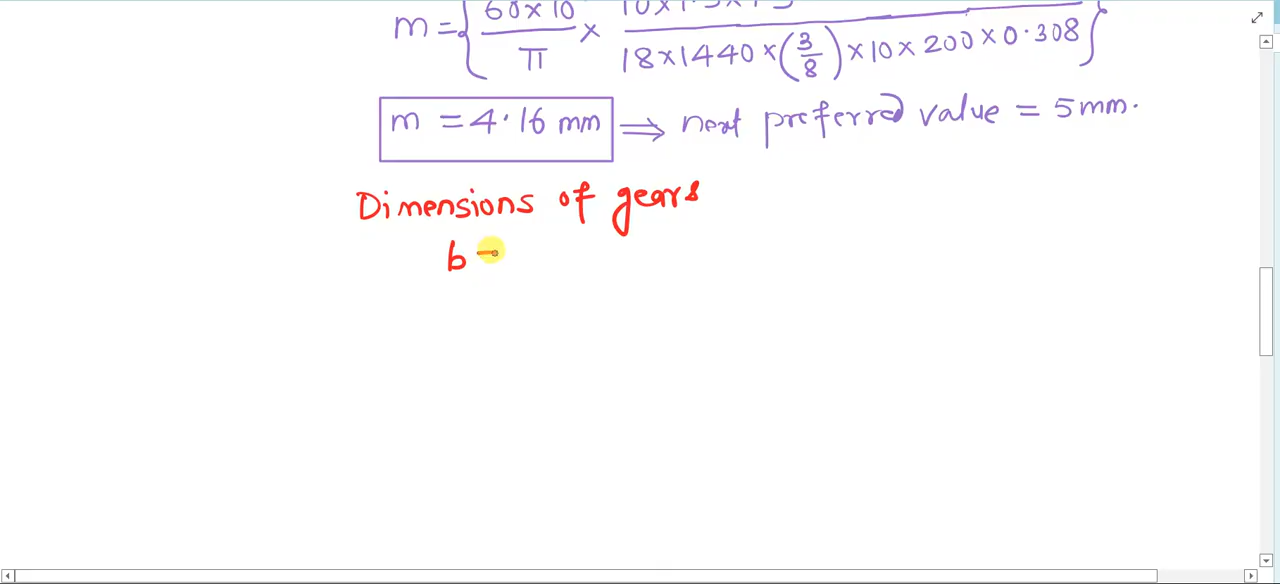 m = { 60×10 / π × 10×1.5×1.5 / 18×1440×(3/8)×10×200×0.308 }
m = 4.16 mm ⇒ next preferred value = 5mm.
Dimensions of gears
b =